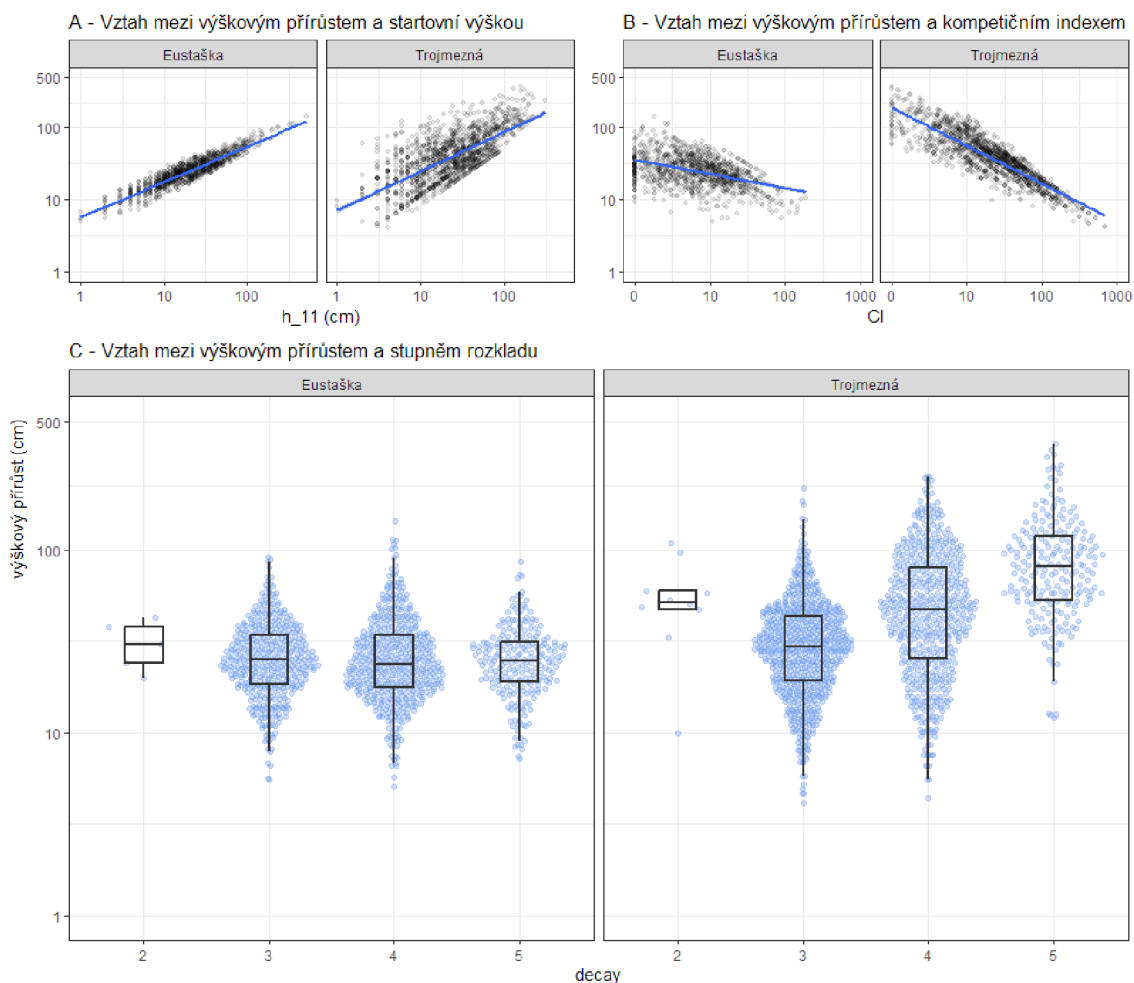 A - Vztah mezi výškovým přírůstem a startovní výškou
B - Vztah mezi výškovým přírůstem a kompetičním indexem
Eustaška
Trojmezná
Eustaška
Trojmezná
500
100
10
1
500
100
10
1
1
10
100
1
10
100
0
10
100
1000
0
10
100
1000
h_11 (cm)
CI
C - Vztah mezi výškovým přírůstem a stupněm rozkladu
Eustaška
Trojmezná
výškový přírůst (cm)
500
100
10
1
2
3
4
5
2
3
4
5
decay